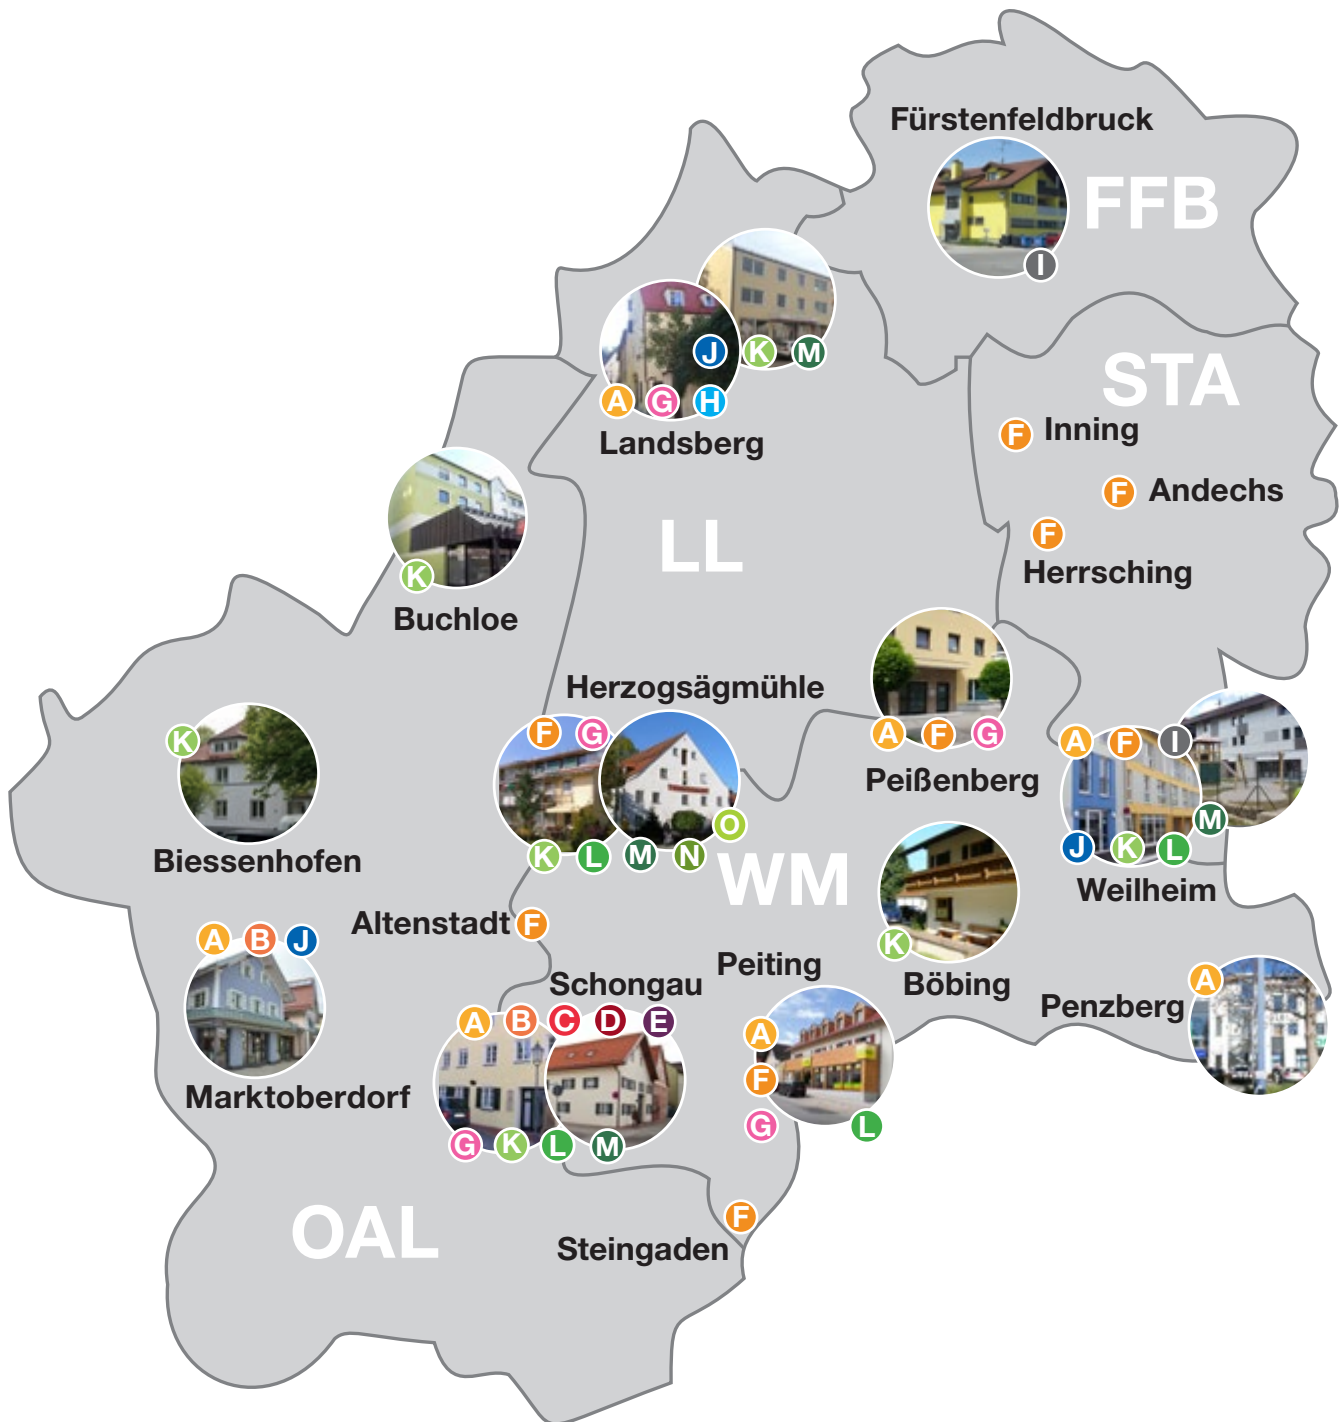 Fürstenfeldbruck
FFB
I
J K M
A G H
Landsberg
STA
F Inning
F Andechs
F
Herrsching
LL
K
Buchloe
Herzogsägmühle
F G
O
K L M N
A F G
Peißenberg
A F I
M
J K L
Weilheim
K
Biessenhofen
WM
Altenstadt F
K
Böbing
A B J
Marktoberdorf
Schongau
A B C D E
G K L M
Peiting
A
F
G L
Penzberg
A
OAL
F
Steingaden